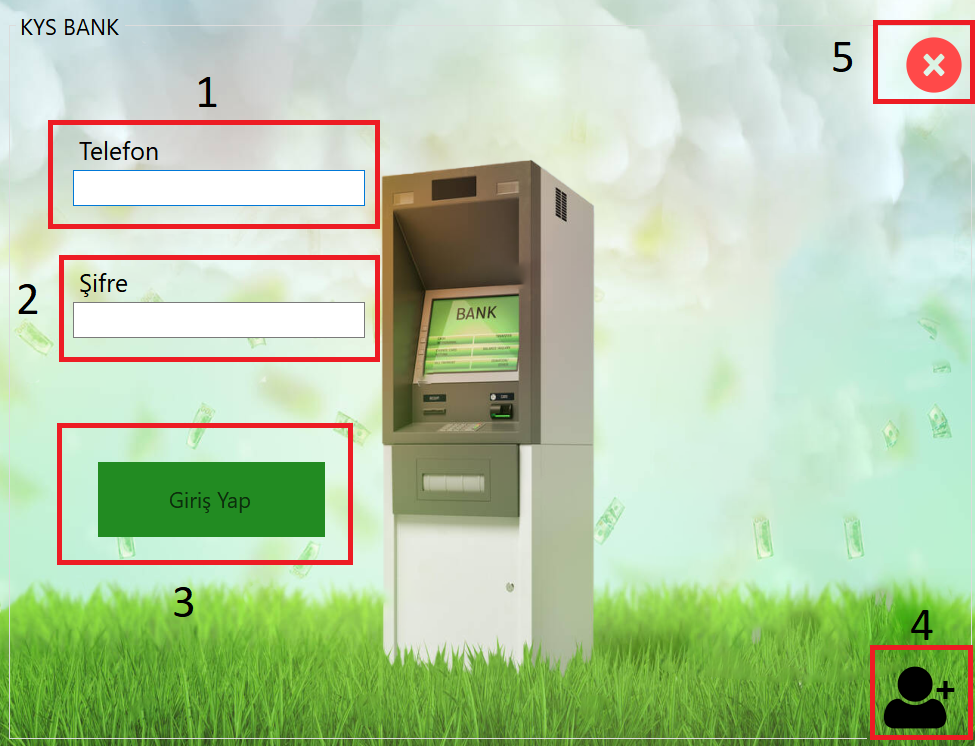 KYS BANK
5
1
Telefon
2
Şifre
BANK
Giriş Yap
3
4